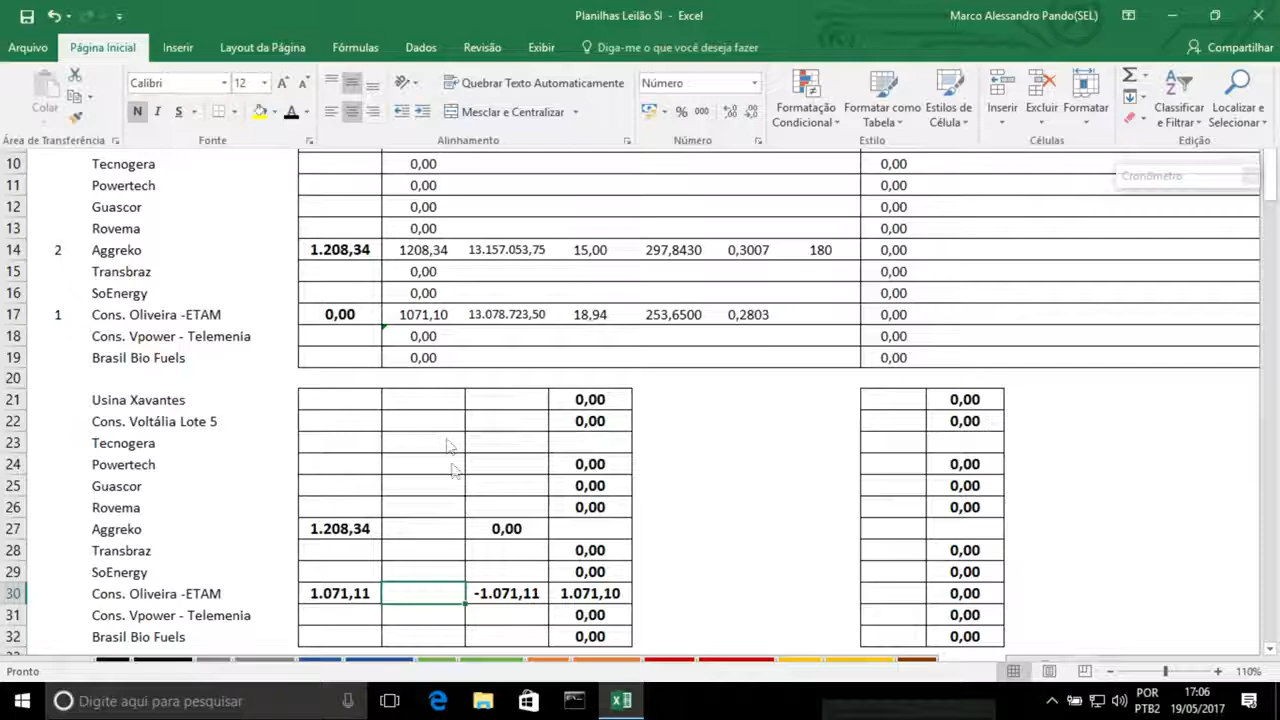 Planilhas Leilão SI - Excel
Marco Alessandro Pando(SEL)
Arquivo Página Inicial Inserir Layout da Página Fórmulas Dados Revisão Exibir Diga-me o que você deseja fazer Compartilhar
Colar
Calibri 12
N I S
Quebrar Texto Automaticamente
Mesclar e Centralizar
Número
% 000
Formatação Condicional
Formatar como Tabela
Estilos de Célula
Inserir
Excluir
Formatar
Classificar e Filtrar
Localizar e Selecionar
Área de Transferência Fonte Alinhamento Número Estilo Células Edição
Cronômetro
10 Tecnogera 0,00 0,00
11 Powertech 0,00 0,00
12 Guascor 0,00 0,00
13 Rovema 0,00 0,00
14 2 Aggreko 1.208,34 1208,34 13.157.053,75 15,00 297,8430 0,3007 180 0,00
15 Transbraz 0,00 0,00
16 SoEnergy 0,00 0,00
17 1 Cons. Oliveira -ETAM 0,00 1071,10 13.078.723,50 18,94 253,6500 0,2803 0,00
18 Cons. Vpower - Telemenia 0,00 0,00
19 Brasil Bio Fuels 0,00 0,00
20
21 Usina Xavantes 0,00 0,00
22 Cons. Voltália Lote 5 0,00 0,00
23 Tecnogera
24 Powertech 0,00 0,00
25 Guascor 0,00 0,00
26 Rovema 0,00 0,00
27 Aggreko 1.208,34 0,00
28 Transbraz 0,00 0,00
29 SoEnergy 0,00 0,00
30 Cons. Oliveira -ETAM 1.071,11 -1.071,11 1.071,10 0,00
31 Cons. Vpower - Telemenia 0,00 0,00
32 Brasil Bio Fuels 0,00 0,00
Pronto
110%
Digite aqui para pesquisar
POR
PTB2
17:06
19/05/2017